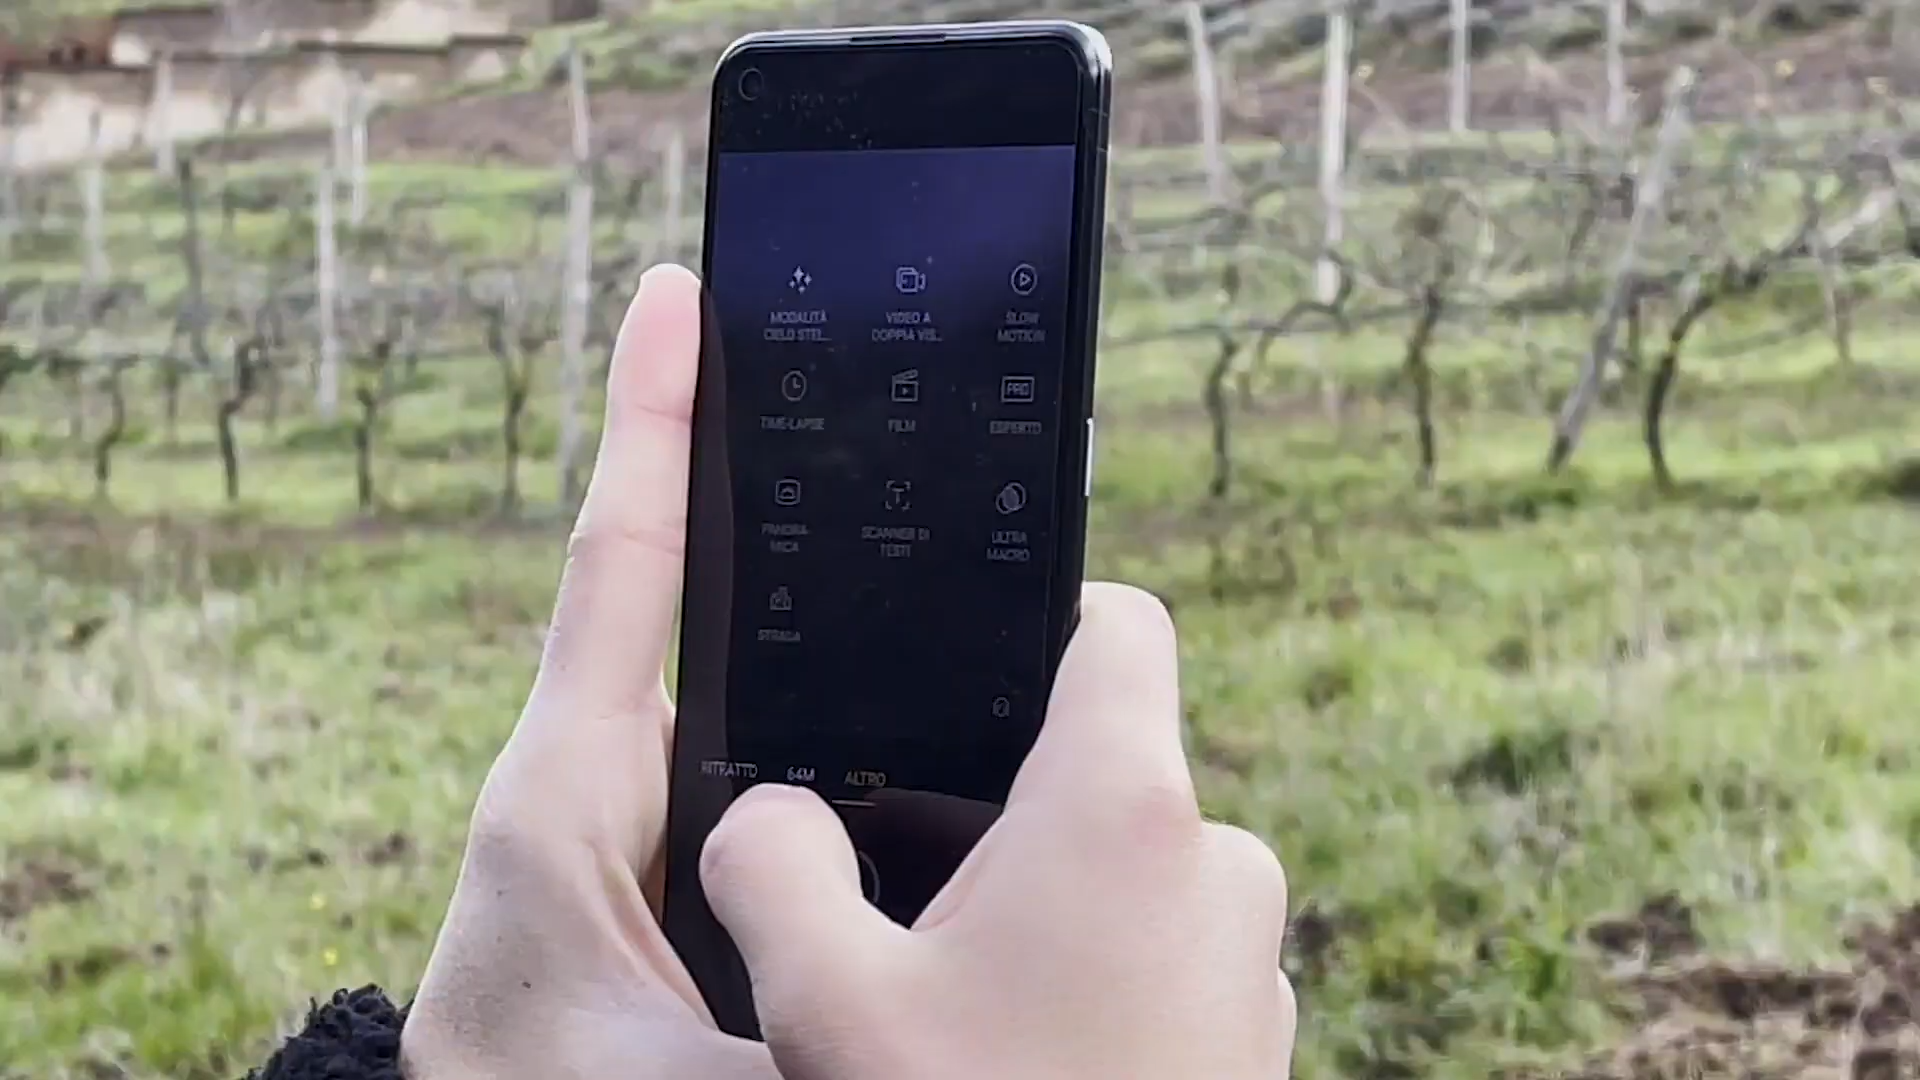 MODALITÀ
CIELO STEL...
VIDEO A
DOPPIA VIS...
SLOW
MOTION
TIME-LAPSE
FILM
PRO
ESPERTO
PANORA-
MICA
T
SCANNER DI
TESTI
ULTRA
MACRO
STRADA
RITRATTO
64M
ALTRO